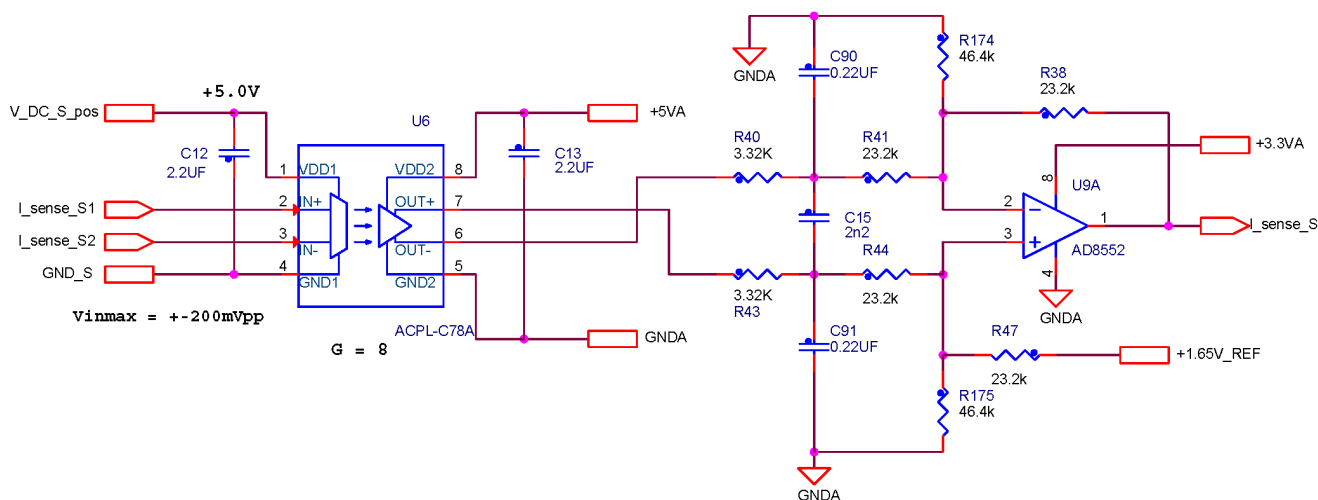 GNDA
C90
0.22UF
R174
46.4k
R38
23.2k
+5.0V
V_DC_S_pos
C12
2.2UF
U6
C13
2.2UF
+5VA
R40
3.32K
R41
23.2k
+3.3VA
1
VDD1
VDD2
8
I_sense_S1
2
IN+
OUT+
7
I_sense_S2
3
IN-
OUT-
6
GND_S
4
GND1
GND2
5
C15
2n2
R44
23.2k
8
U9A
2
3
1
AD8552
4
GNDA
I_sense_S
Vinmax = +-200mVpp
ACPL-C78A
G = 8
GNDA
3.32K
R43
C91
0.22UF
R47
23.2k
+1.65V_REF
R175
46.4k
GNDA